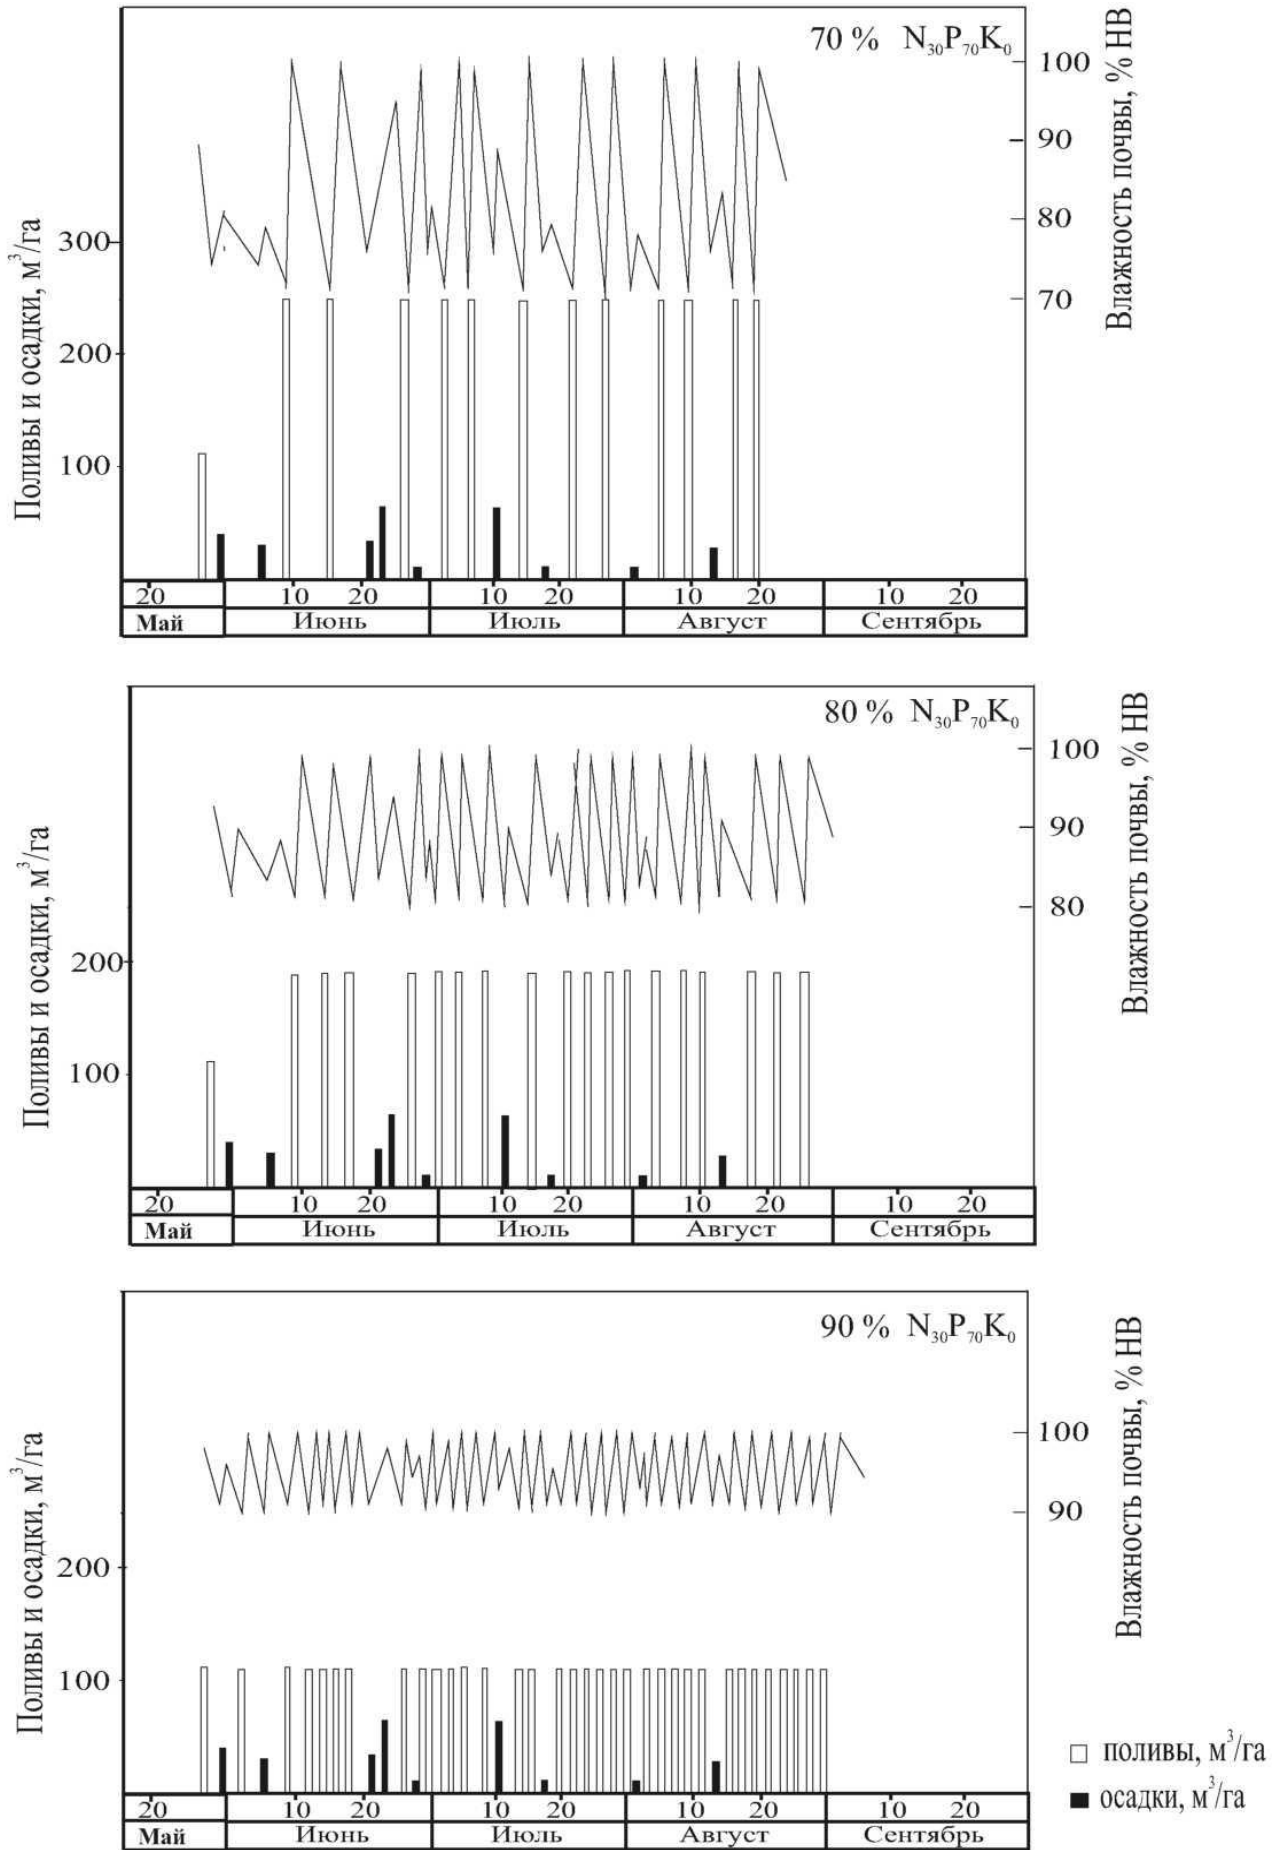 70 % N₃₀P₇₀K₀
Поливы и осадки, м³/га
300
200
100
Влажность почвы, % НВ
100
90
80
70
20 10 20 10 20 10 20 10 20
Май Июнь Июль Август Сентябрь
80 % N₃₀P₇₀K₀
Поливы и осадки, м³/га
200
100
Влажность почвы, % НВ
100
90
80
20 10 20 10 20 10 20 10 20
Май Июнь Июль Август Сентябрь
90 % N₃₀P₇₀K₀
Поливы и осадки, м³/га
200
100
Влажность почвы, % НВ
100
90
20 10 20 10 20 10 20 10 20
Май Июнь Июль Август Сентябрь
поливы, м³/га
осадки, м³/га